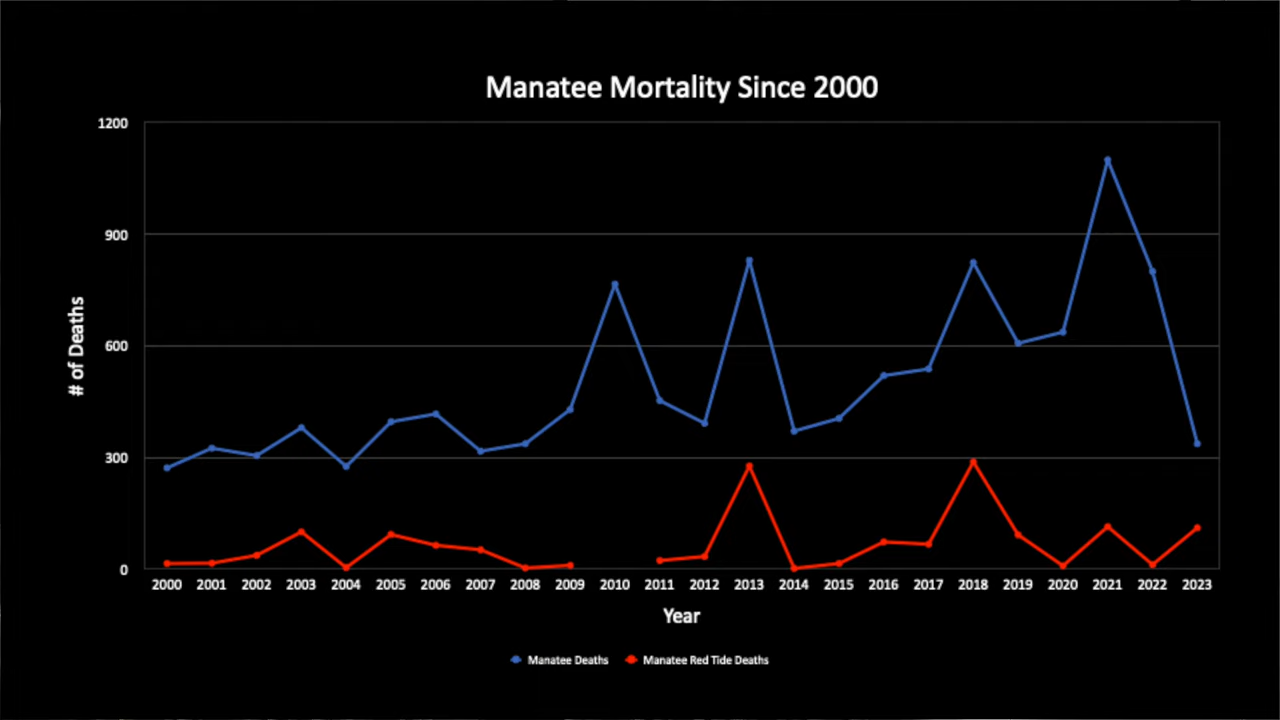 Manatee Mortality Since 2000
1200
900
600
300
0
# of Deaths
2000 2001 2002 2003 2004 2005 2006 2007 2008 2009 2010 2011 2012 2013 2014 2015 2016 2017 2018 2019 2020 2021 2022 2023
Year
Manatee Deaths Manatee Red Tide Deaths